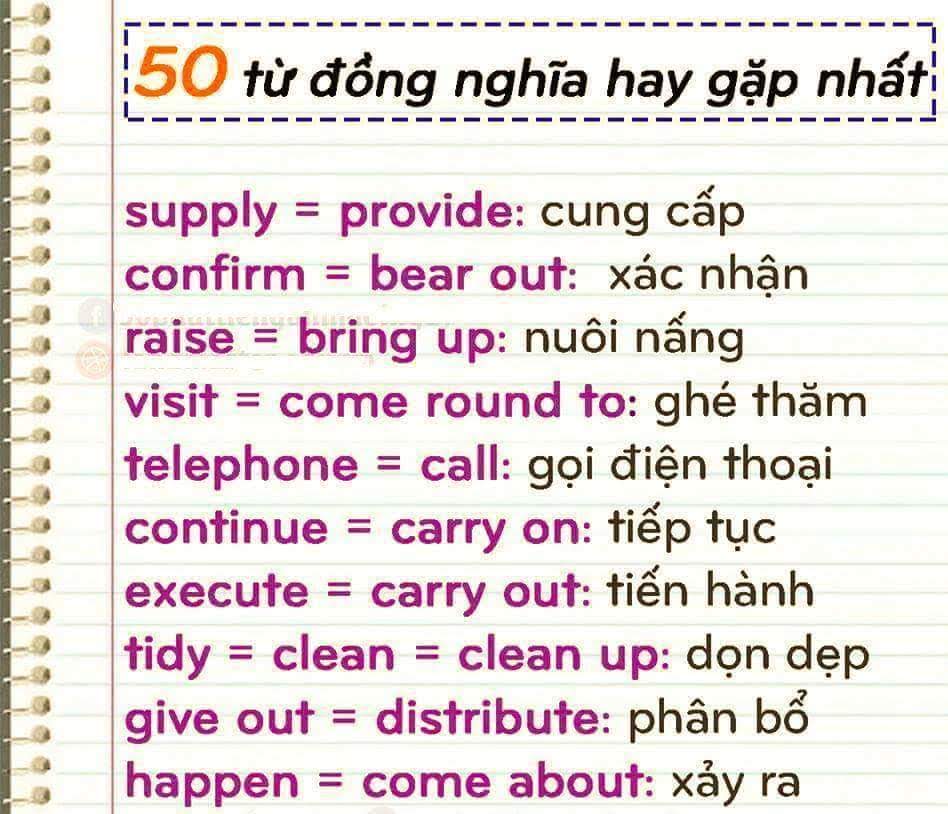 50 từ đồng nghĩa hay gặp nhất
supply = provide: cung cấp
confirm = bear out: xác nhận
raise = bring up: nuôi nấng
visit = come round to: ghé thăm
telephone = call: gọi điện thoại
continue = carry on: tiếp tục
execute = carry out: tiến hành
tidy = clean = clean up: dọn dẹp
give out = distribute: phân bổ
happen = come about: xảy ra